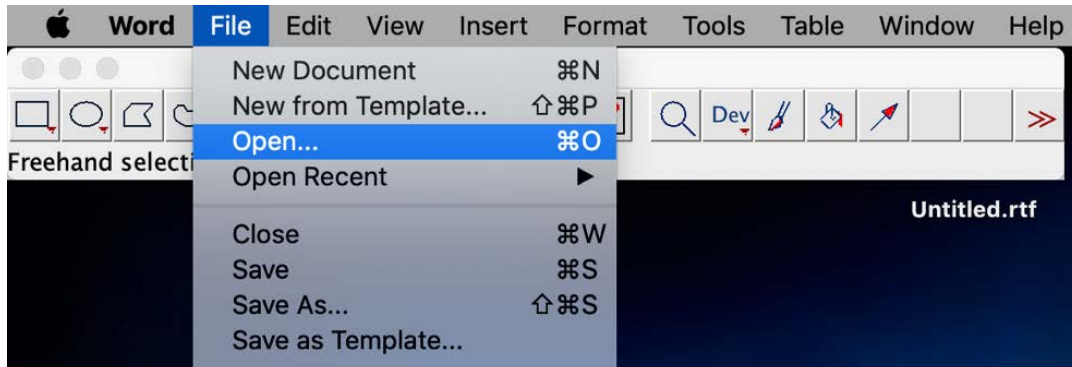 Word File Edit View Insert Format Tools Table Window Help
New Document ⌘N
New from Template... ⇧⌘P
Dev
Open... ⌘O
Freehand selecti
Open Recent ▶
Untitled.rtf
Close ⌘W
Save ⌘S
Save As... ⇧⌘S
Save as Template...